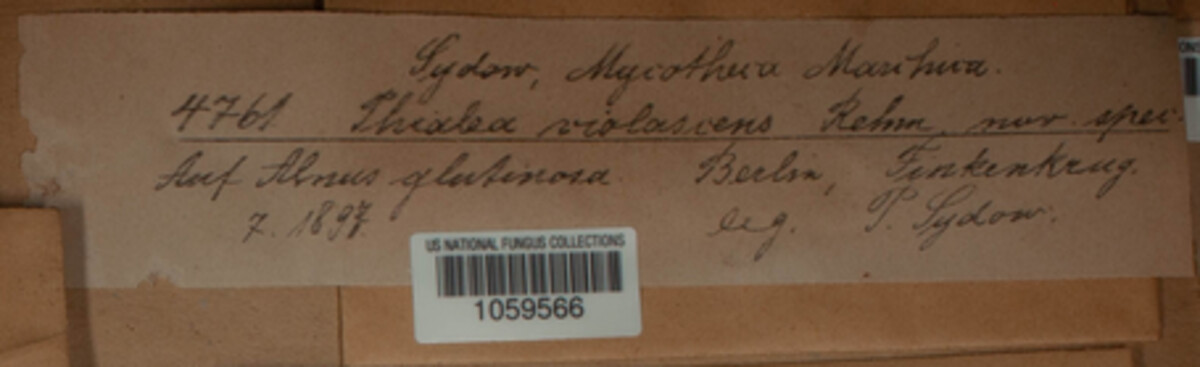 Sydow, Mycotheca Marchica.
4761 Phialea violascens Rehm nov. spec.
Auf Alnus glutinosa. Berlin, Finkenkrug.
7. 1897. leg. P. Sydow.
US NATIONAL FUNGUS COLLECTIONS
1059566